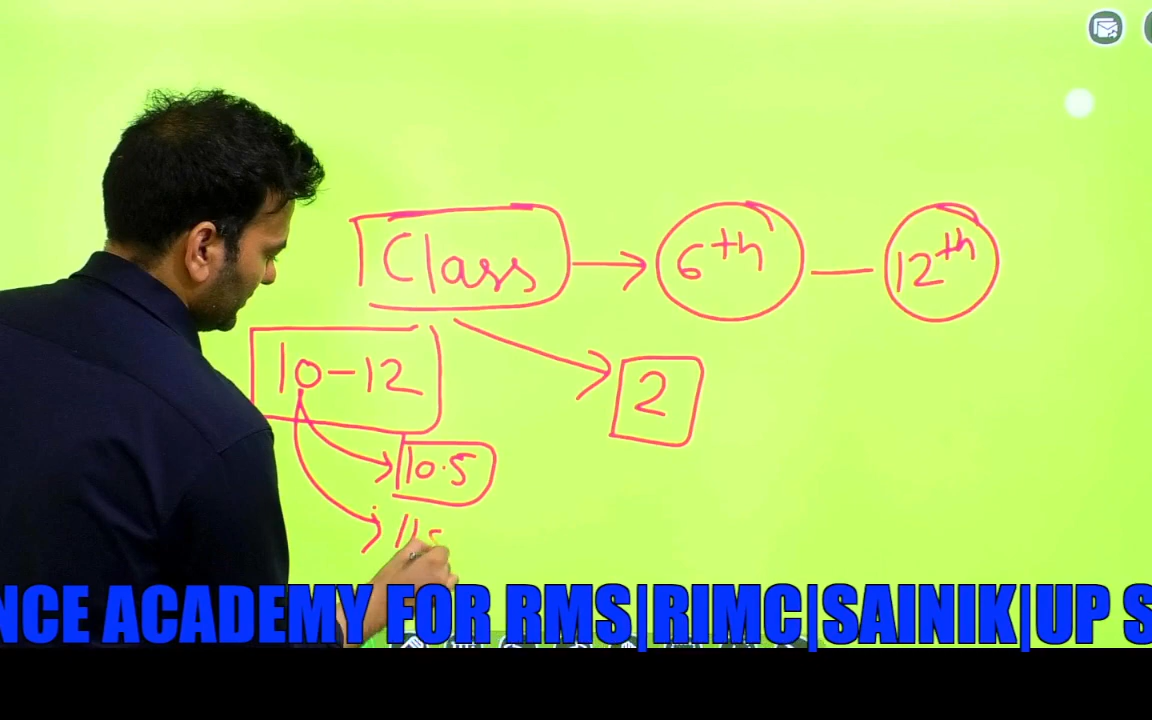 Class → 6th — 12th
10-12
2
10.5
NCE ACADEMY FOR RMS|RIMC|SAINIK|UP S